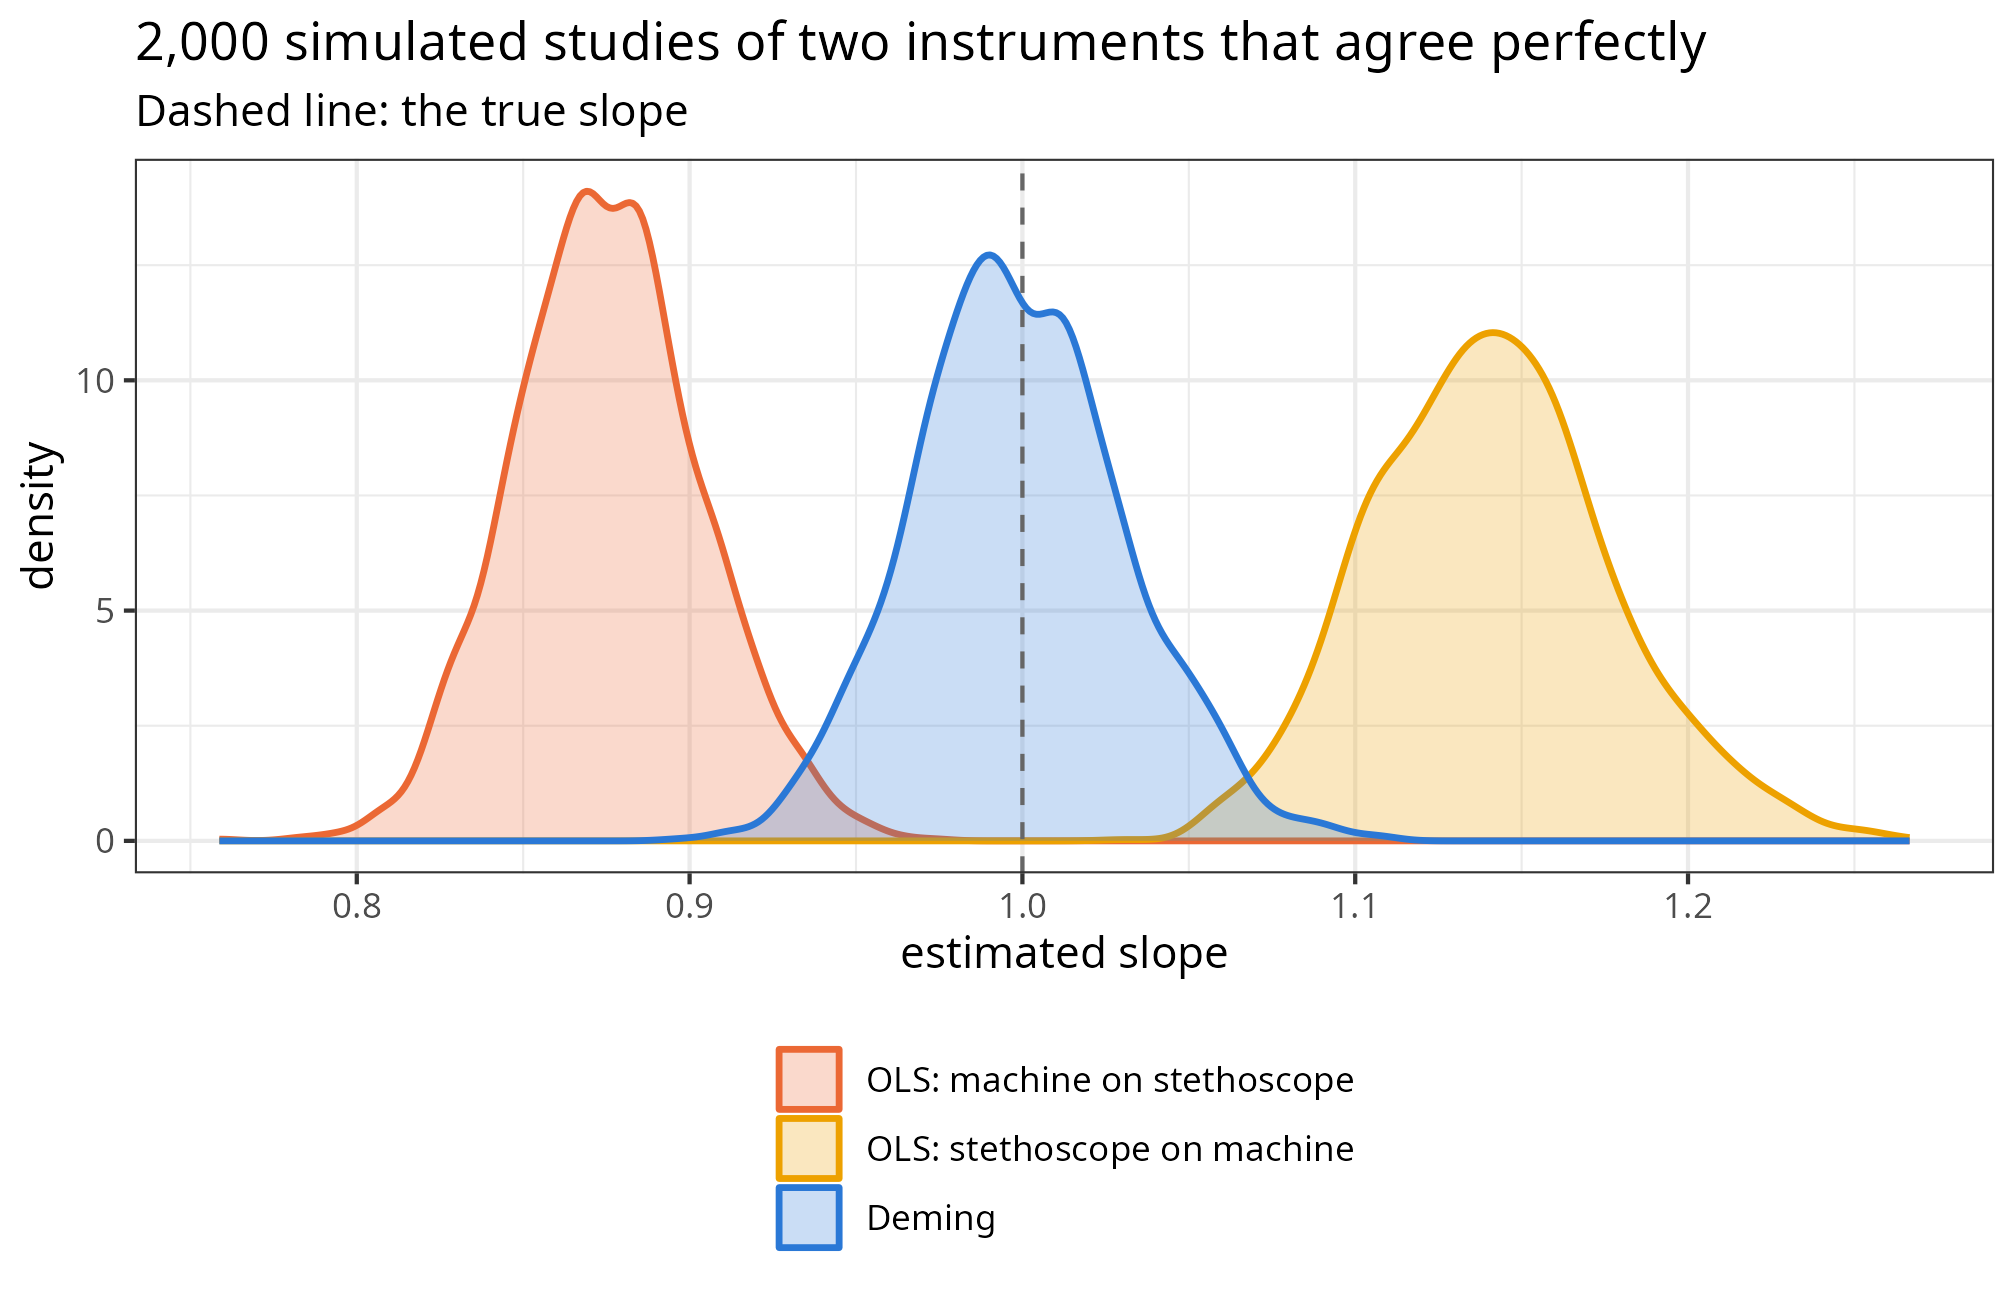 2,000 simulated studies of two instruments that agree perfectly
Dashed line: the true slope
density
10
5
0
0.8 0.9 1.0 1.1 1.2
estimated slope
OLS: machine on stethoscope
OLS: stethoscope on machine
Deming